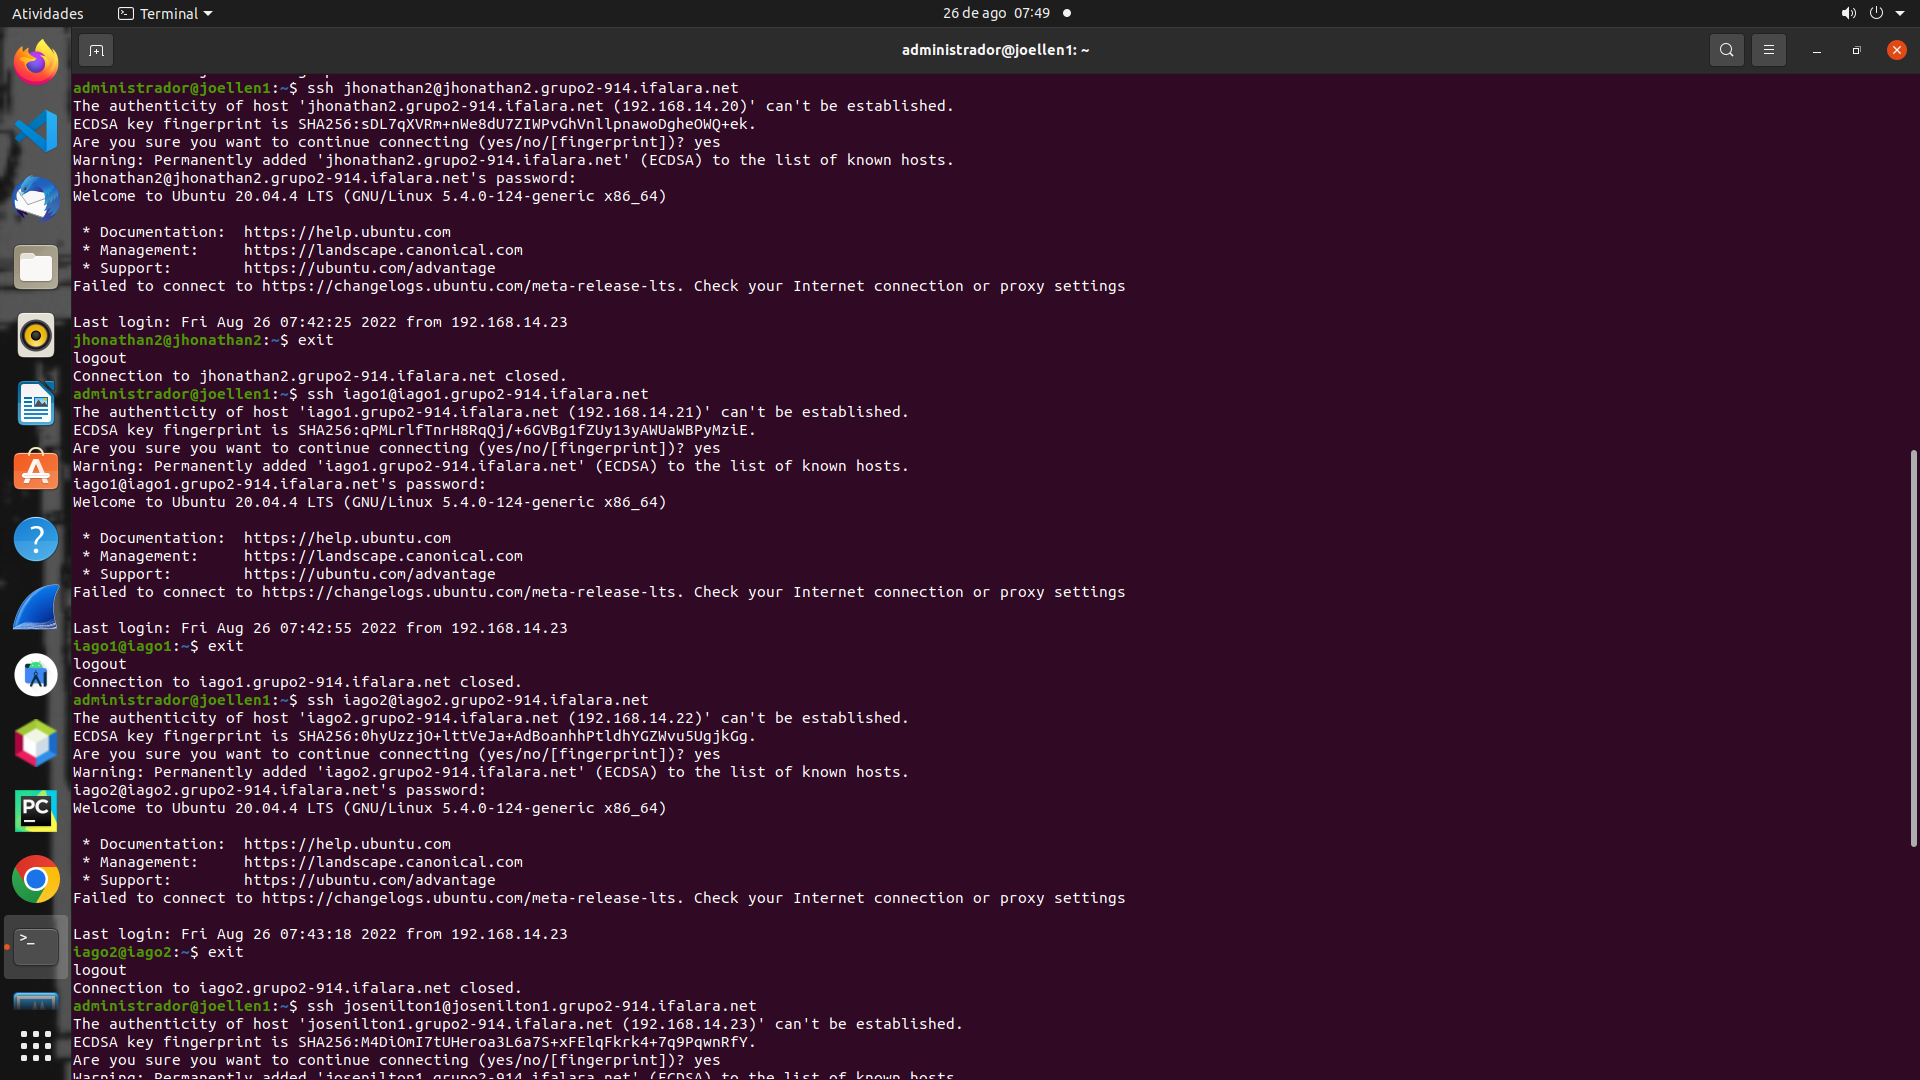 Atividades
Terminal
26 de ago 07:49
administrador@joellen1: ~
administrador@joellen1:~$ ssh jhonathan2@jhonathan2.grupo2-914.ifalara.net
The authenticity of host 'jhonathan2.grupo2-914.ifalara.net (192.168.14.20)' can't be established.
ECDSA key fingerprint is SHA256:sDL7qXVRm+nWe8dU7ZIWPvGhVnllpnawoDgheOWQ+ek.
Are you sure you want to continue connecting (yes/no/[fingerprint])? yes
Warning: Permanently added 'jhonathan2.grupo2-914.ifalara.net' (ECDSA) to the list of known hosts.
jhonathan2@jhonathan2.grupo2-914.ifalara.net's password:
Welcome to Ubuntu 20.04.4 LTS (GNU/Linux 5.4.0-124-generic x86_64)
* Documentation:  https://help.ubuntu.com
* Management:     https://landscape.canonical.com
* Support:        https://ubuntu.com/advantage
Failed to connect to https://changelogs.ubuntu.com/meta-release-lts. Check your Internet connection or proxy settings
Last login: Fri Aug 26 07:42:25 2022 from 192.168.14.23
jhonathan2@jhonathan2:~$ exit
logout
Connection to jhonathan2.grupo2-914.ifalara.net closed.
administrador@joellen1:~$ ssh iago1@iago1.grupo2-914.ifalara.net
The authenticity of host 'iago1.grupo2-914.ifalara.net (192.168.14.21)' can't be established.
ECDSA key fingerprint is SHA256:qPMLrlfTnrH8RqQj/+6GVBg1fZUy13yAWUaWBPyMziE.
Are you sure you want to continue connecting (yes/no/[fingerprint])? yes
Warning: Permanently added 'iago1.grupo2-914.ifalara.net' (ECDSA) to the list of known hosts.
iago1@iago1.grupo2-914.ifalara.net's password:
Welcome to Ubuntu 20.04.4 LTS (GNU/Linux 5.4.0-124-generic x86_64)
* Documentation:  https://help.ubuntu.com
* Management:     https://landscape.canonical.com
* Support:        https://ubuntu.com/advantage
Failed to connect to https://changelogs.ubuntu.com/meta-release-lts. Check your Internet connection or proxy settings
Last login: Fri Aug 26 07:42:55 2022 from 192.168.14.23
iago1@iago1:~$ exit
logout
Connection to iago1.grupo2-914.ifalara.net closed.
administrador@joellen1:~$ ssh iago2@iago2.grupo2-914.ifalara.net
The authenticity of host 'iago2.grupo2-914.ifalara.net (192.168.14.22)' can't be established.
ECDSA key fingerprint is SHA256:0hyUzzjO+lttVeJa+AdBoanhhPtldhYGZWvu5UgjkGg.
Are you sure you want to continue connecting (yes/no/[fingerprint])? yes
Warning: Permanently added 'iago2.grupo2-914.ifalara.net' (ECDSA) to the list of known hosts.
iago2@iago2.grupo2-914.ifalara.net's password:
Welcome to Ubuntu 20.04.4 LTS (GNU/Linux 5.4.0-124-generic x86_64)
* Documentation:  https://help.ubuntu.com
* Management:     https://landscape.canonical.com
* Support:        https://ubuntu.com/advantage
Failed to connect to https://changelogs.ubuntu.com/meta-release-lts. Check your Internet connection or proxy settings
Last login: Fri Aug 26 07:43:18 2022 from 192.168.14.23
iago2@iago2:~$ exit
logout
Connection to iago2.grupo2-914.ifalara.net closed.
administrador@joellen1:~$ ssh josenilton1@josenilton1.grupo2-914.ifalara.net
The authenticity of host 'josenilton1.grupo2-914.ifalara.net (192.168.14.23)' can't be established.
ECDSA key fingerprint is SHA256:M4DiOmI7tUHeroa3L6a7S+xFElqFkrk4+7q9PqwnRfY.
Are you sure you want to continue connecting (yes/no/[fingerprint])? yes
Warning: Permanently added 'josenilton1.grupo2-914.ifalara.net' (ECDSA) to the list of known hosts.
PC